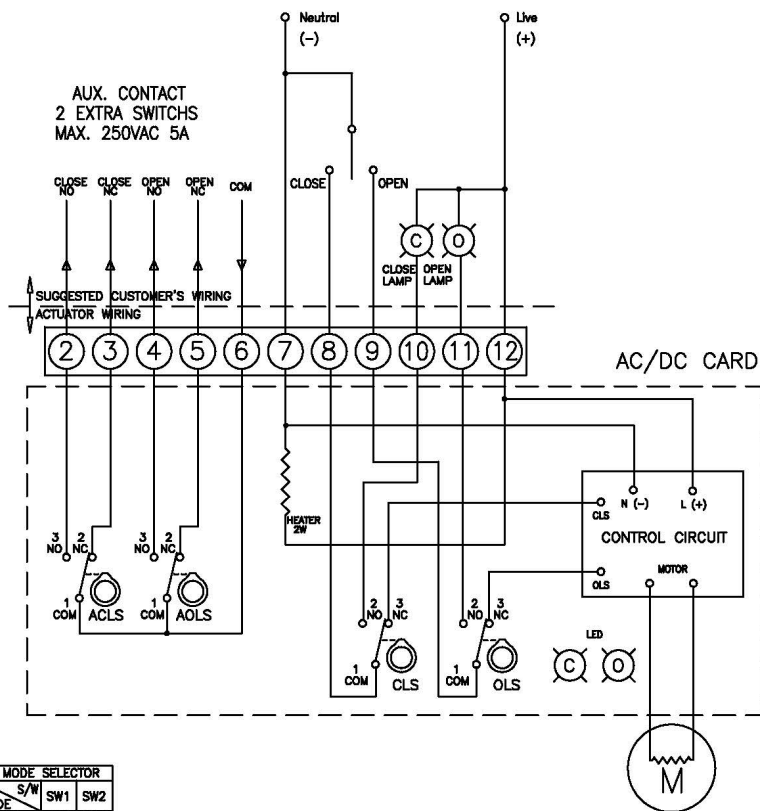 Neutral
(-)
Live
(+)
AUX. CONTACT
2 EXTRA SWITCHS
MAX. 250VAC 5A
CLOSE NO
CLOSE NC
OPEN NO
OPEN NC
COM
CLOSE
OPEN
C
O
CLOSE LAMP
OPEN LAMP
SUGGESTED CUSTOMER'S WIRING
ACTUATOR WIRING
2 3 4 5 6 7 8 9 10 11 12
AC/DC CARD
HEATER
2W
CLS
N (-)
L (+)
CONTROL CIRCUIT
OLS
MOTOR
3 NO
2 NC
3 NO
2 NC
1 COM
ACLS
1 COM
AOLS
2 NO
3 NC
2 NO
3 NC
1 COM
CLS
1 COM
OLS
LED
C
O
M
MODE SELECTOR
S/W
SW1
SW2